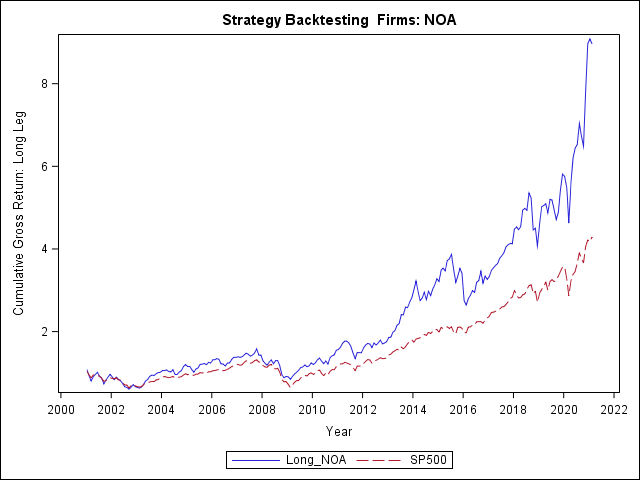 Strategy Backtesting  Firms: NOA
Cumulative Gross Return: Long Leg
8
6
4
2
2000 2002 2004 2006 2008 2010 2012 2014 2016 2018 2020 2022
Year
Long_NOA SP500